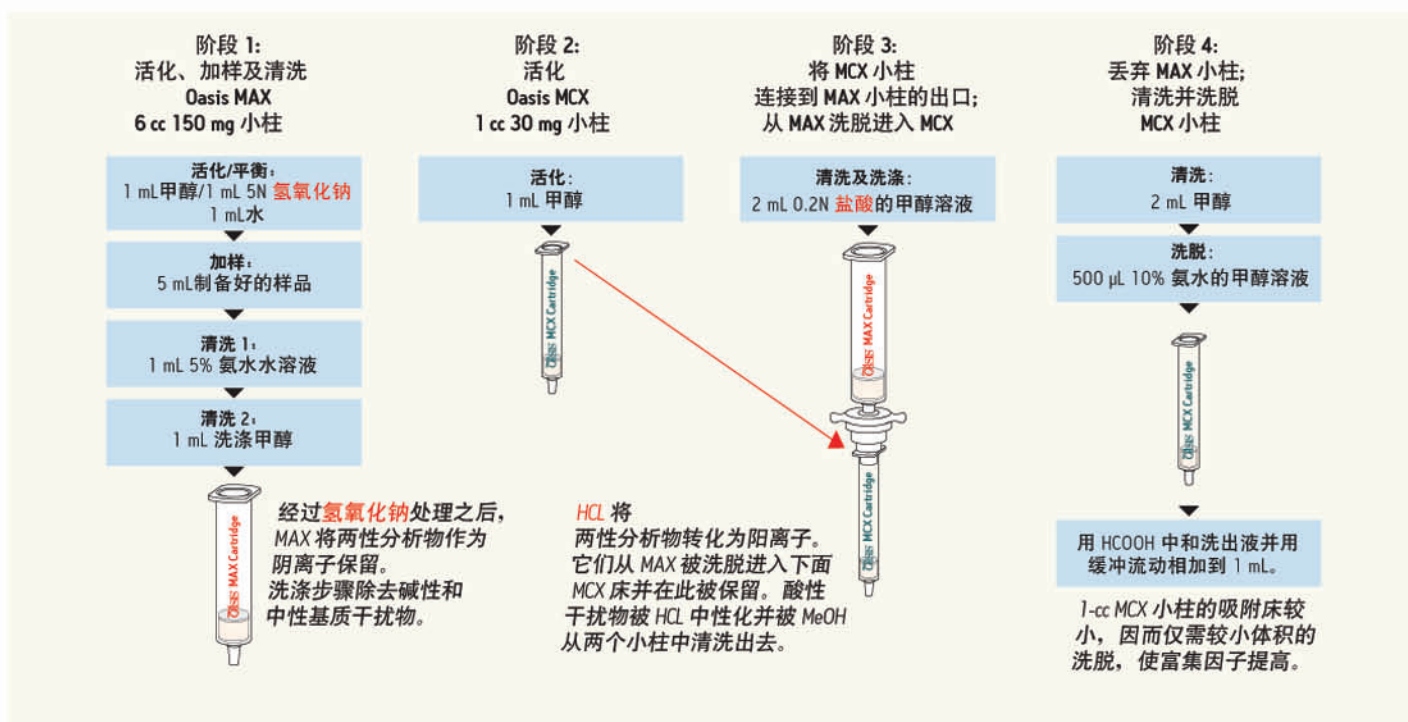 阶段 1:
活化、加样及清洗
Oasis MAX
6 cc 150 mg 小柱
活化/平衡:
1 mL甲醇/1 mL 5N 氢氧化钠
1 mL水
加样:
5 mL制备好的样品
清洗 1:
1 mL 5% 氨水水溶液
清洗 2:
1 mL 洗涤甲醇
Oasis MAX Cartridge
经过氢氧化钠处理之后,
MAX 将两性分析物作为
阴离子保留。
洗涤步骤除去碱性和
中性基质干扰物。
阶段 2:
活化
Oasis MCX
1 cc 30 mg 小柱
活化:
1 mL 甲醇
Oasis MCX Cartridge
HCL 将
两性分析物转化为阳离子。
它们从 MAX 被洗脱进入下面
MCX 床并在此被保留。酸性
干扰物被 HCL 中性化并被 MeOH
从两个小柱中清洗出去。
阶段 3:
将 MCX 小柱
连接到 MAX 小柱的出口;
从 MAX 洗脱进入 MCX
清洗及洗涤:
2 mL 0.2N 盐酸的甲醇溶液
Oasis MAX Cartridge
Oasis MCX Cartridge
阶段 4:
丢弃 MAX 小柱;
清洗并洗脱
MCX 小柱
清洗:
2 mL 甲醇
洗脱:
500 µL 10% 氨水的甲醇溶液
Oasis MCX Cartridge
用 HCOOH 中和洗出液并用
缓冲流动相加到 1 mL。
1-cc MCX 小柱的吸附床较
小，因而仅需较小体积的
洗脱，使富集因子提高。